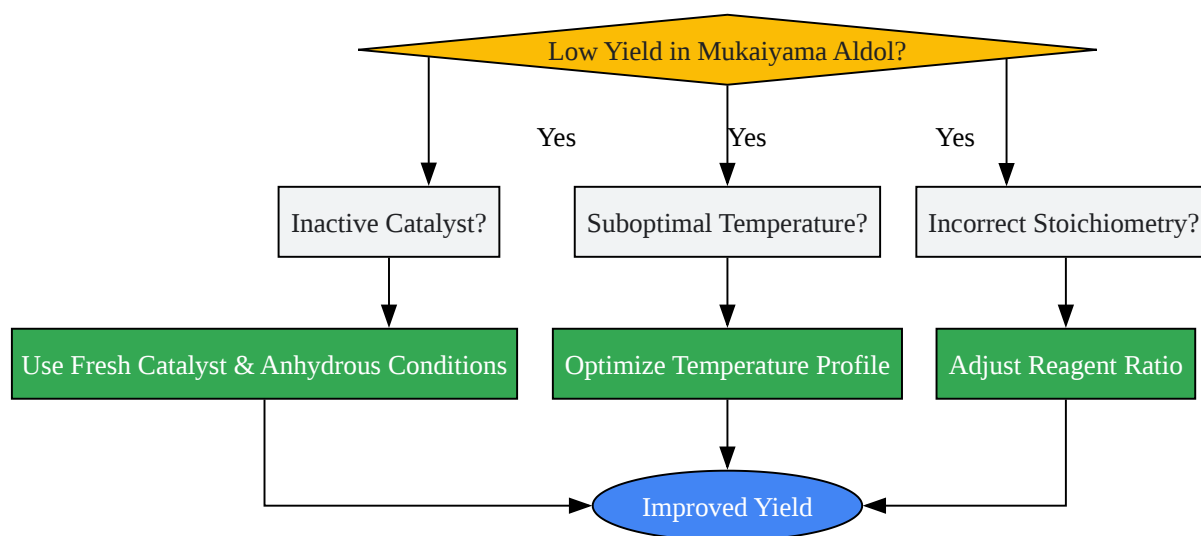 Low Yield in Mukaiyama Aldol?
Yes
Yes
Yes
Inactive Catalyst?
Suboptimal Temperature?
Incorrect Stoichiometry?
Use Fresh Catalyst & Anhydrous Conditions
Optimize Temperature Profile
Adjust Reagent Ratio
Improved Yield